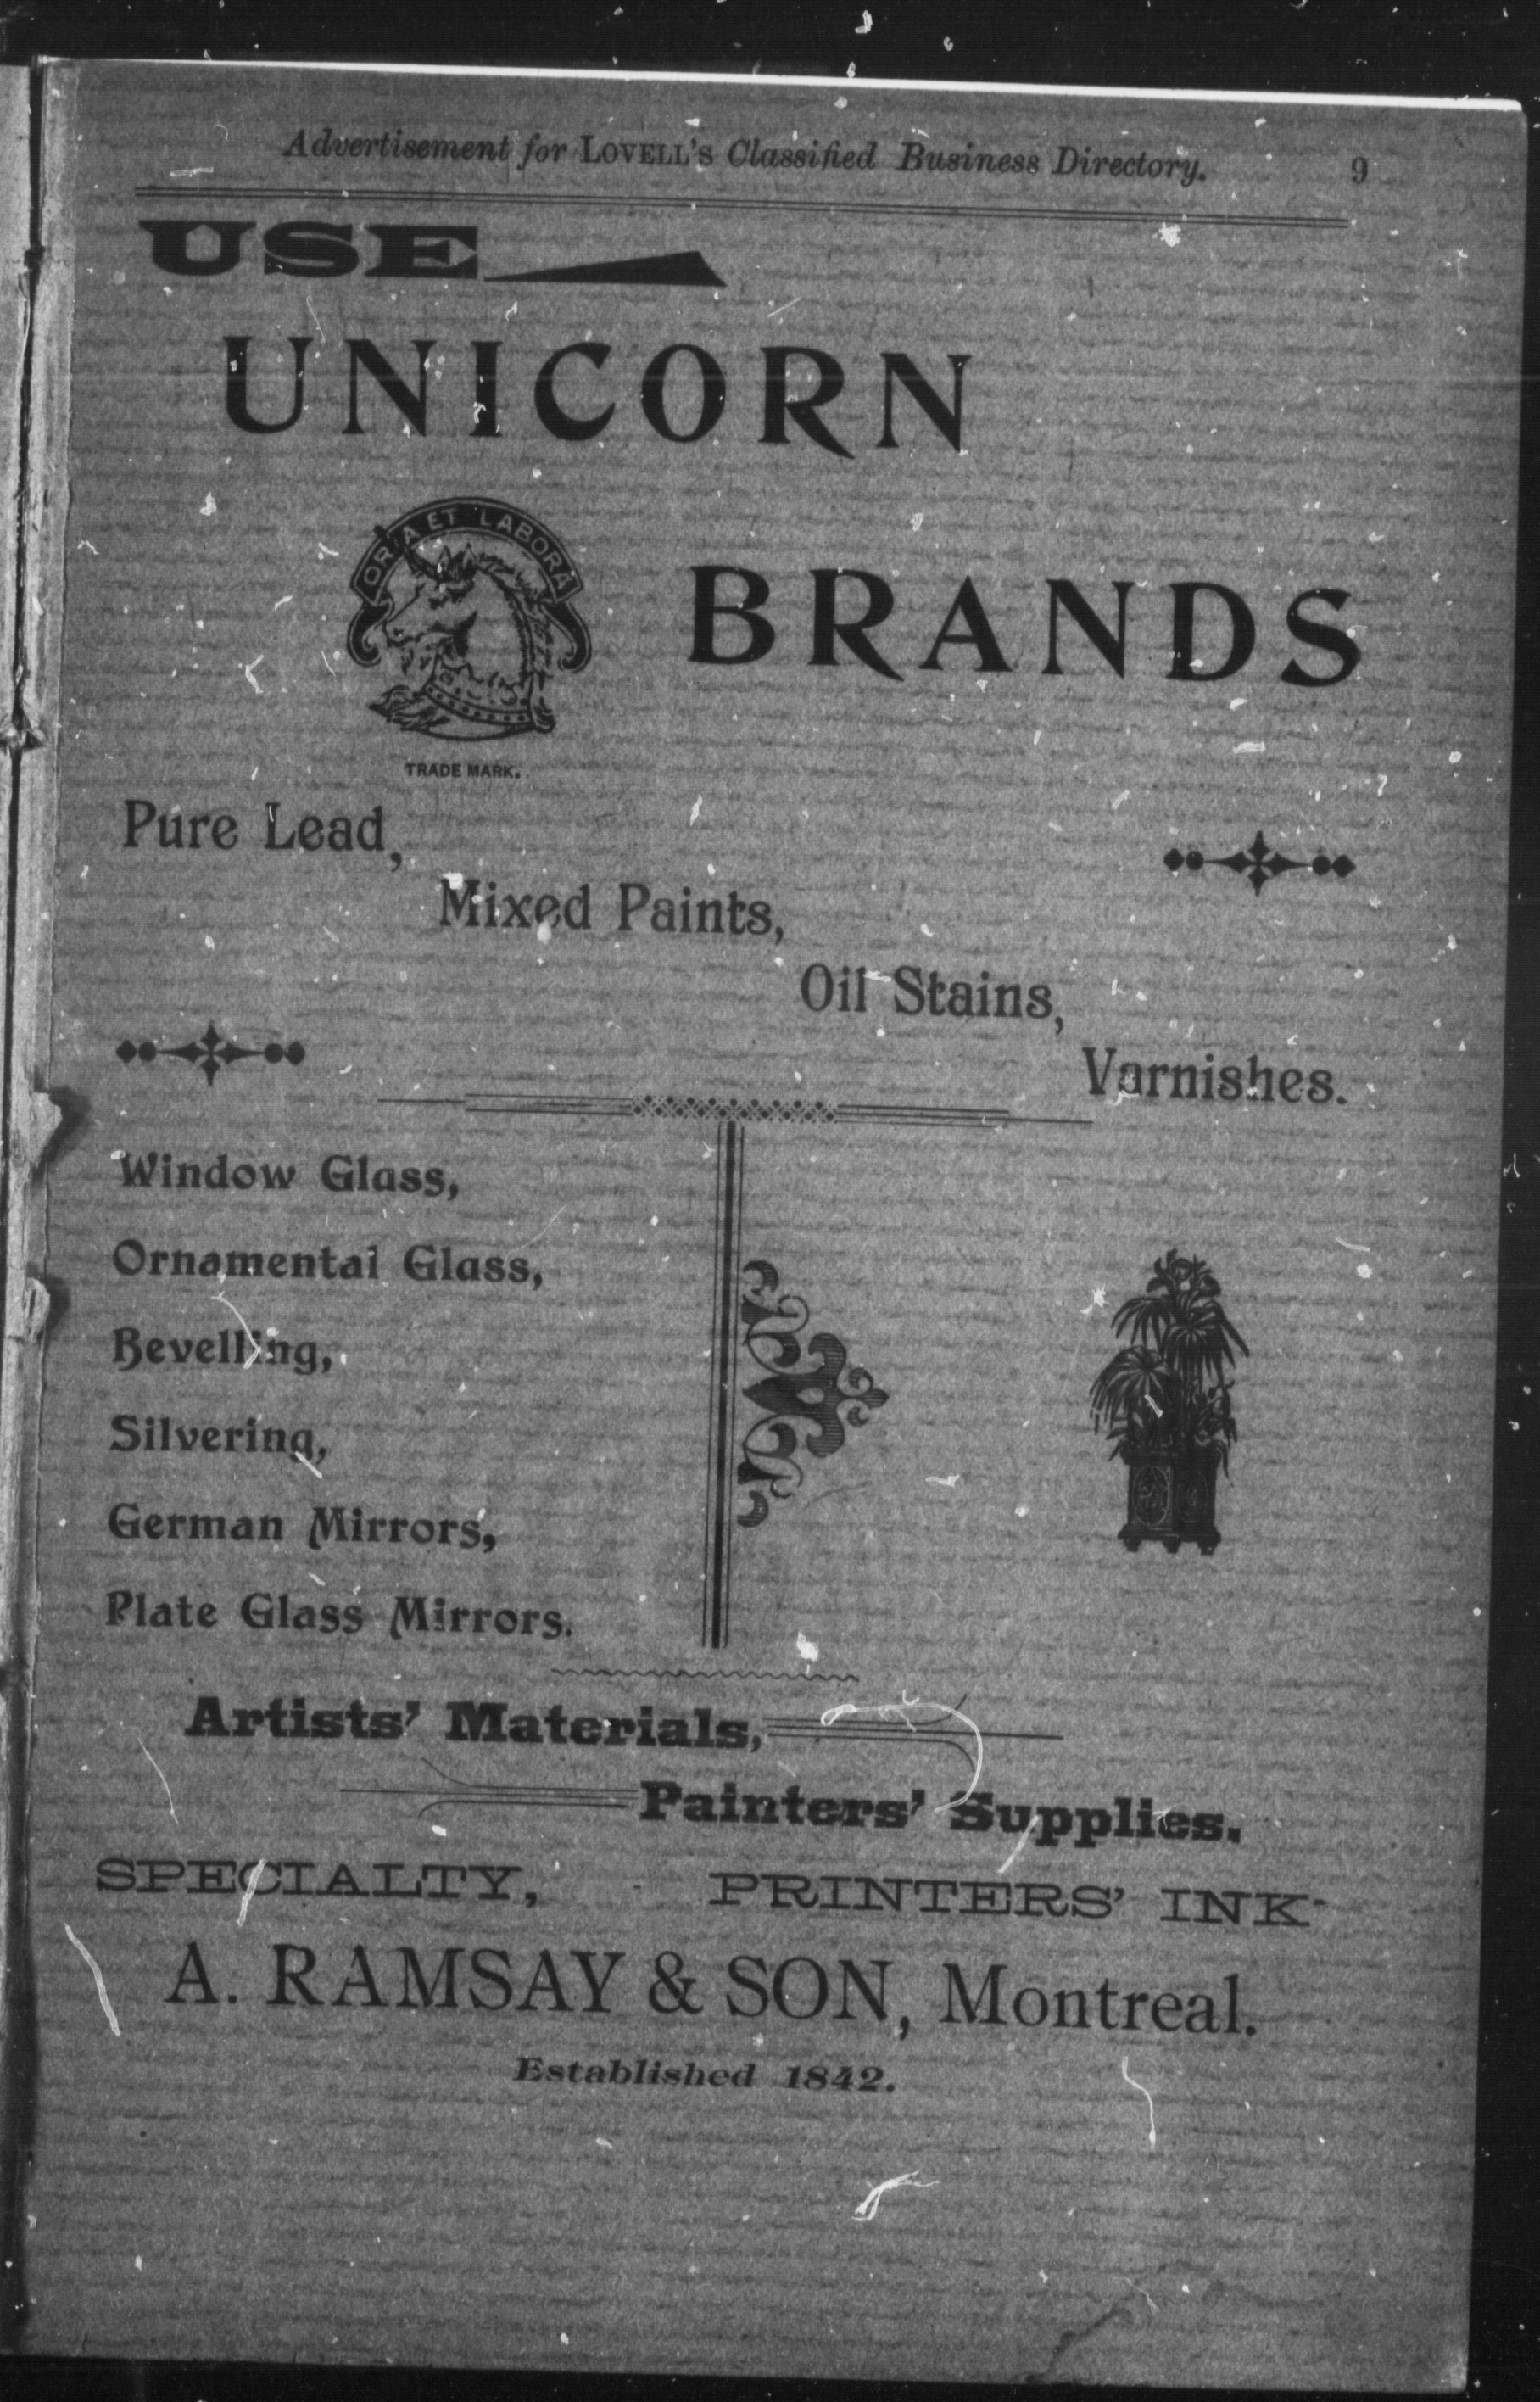 Advertisement for LOVELL'S Classified Business Directory. 9
USE
UNICORN
ORA ET LABORA
BRANDS
TRADE MARK.
Pure Lead,
Mixed Paints,
Oil Stains,
Varnishes.
Window Glass,
Ornamental Glass,
Bevelling,
Silvering,
German Mirrors,
Plate Glass Mirrors.
Artists' Materials,
Painters' Supplies.
SPECIALTY, - PRINTERS' INK
A. RAMSAY & SON, Montreal.
Established 1842.